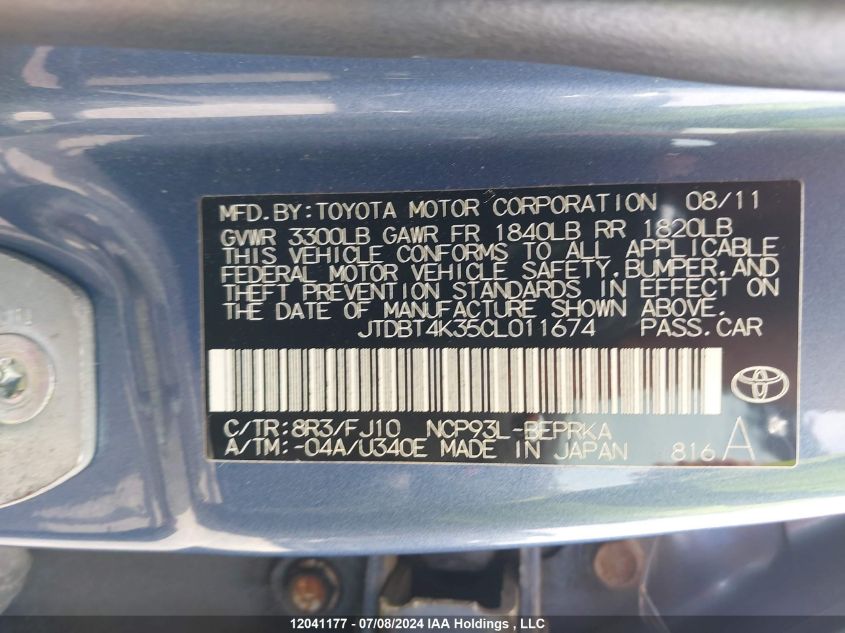 MFD.BY:TOYOTA MOTOR CORPORATION 08/11
GVWR 3300LB GAWR FR 1840LB RR 1820LB
THIS VEHICLE CONFORMS TO ALL APPLICABLE
FEDERAL MOTOR VEHICLE SAFETY,BUMPER,AND
THEFT PREVENTION STANDARDS IN EFFECT ON
THE DATE OF MANUFACTURE SHOWN ABOVE.
JTDBT4K35CL011674 PASS.CAR
C/TR:8R3/FJ10 NCP93L-BEPRKA
A/TM:-04A/U340E MADE IN JAPAN 816 A
12041177 - 07/08/2024 IAA Holdings , LLC